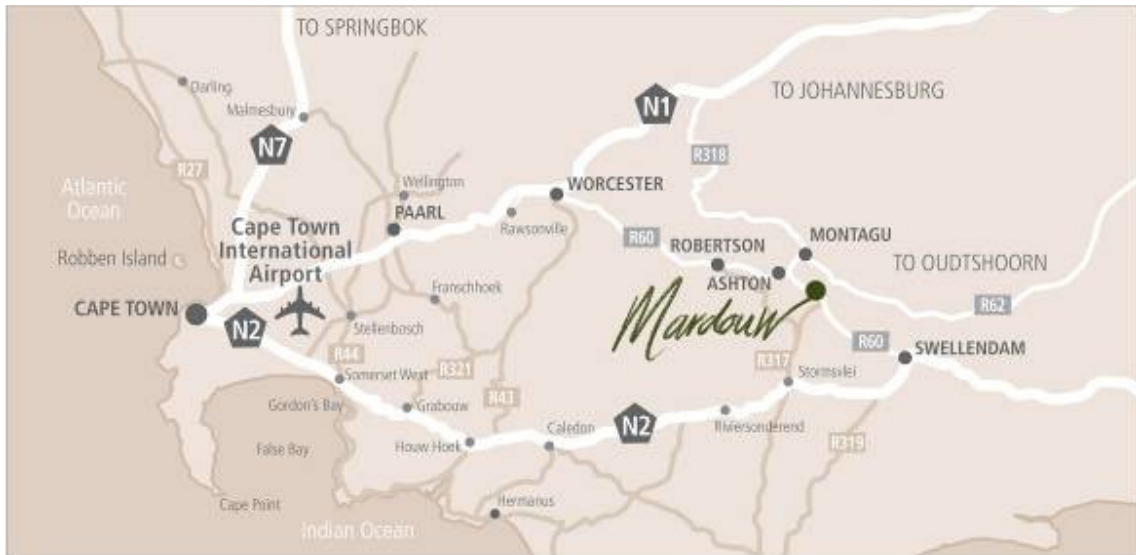 TO SPRINGBOK
Darling
Malmesbury
N7
R27
Atlantic
Ocean
Robben Island
CAPE TOWN
Cape Town
International
Airport
N2
Wellington
PAARL
Rawsonville
WORCESTER
N1
TO JOHANNESBURG
R318
R60
ROBERTSON
ASHTON
MONTAGU
TO OUDTSHOORN
R62
Mardouw
R60
SWELLENDAM
R317
Stormsvlei
Franschhoek
Stellenbosch
R44
Somerset West
R321
R43
Gordon's Bay
Grabouw
N2
Riviersonderend
R319
Houw Hoek
Caledon
False Bay
Cape Point
Hermanus
Indian Ocean